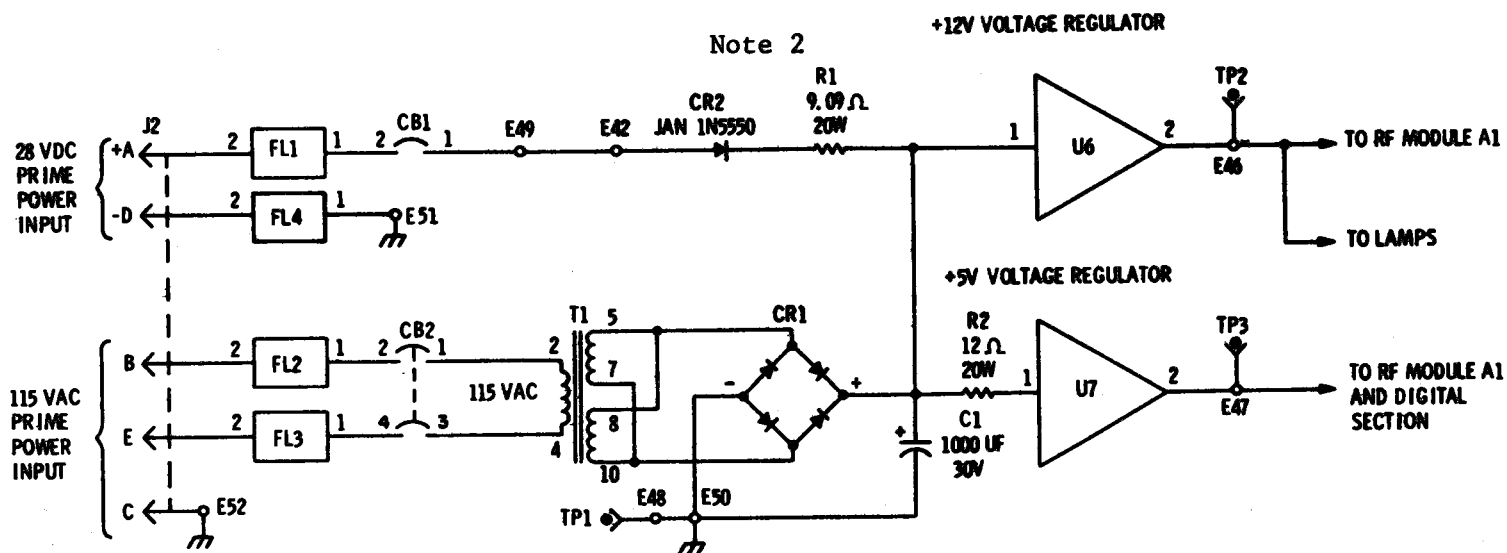 Note 2
+12V VOLTAGE REGULATOR
28 VDC
PRIME
POWER
INPUT
+A
-D
J2
2 FL1 1
2 CB1 1
E49
E42
CR2
JAN 1N5550
R1
9.09Ω
20W
1 U6 2
TP2
E46
TO RF MODULE A1
TO LAMPS
2 FL4 1
E51
+5V VOLTAGE REGULATOR
115 VAC
PRIME
POWER
INPUT
B
E
C
2 FL2 1
2 CB2 1
2 FL3 1
4 3
E52
T1
2
4
115 VAC
5
7
8
10
CR1
-
+
R2
12Ω
20W
C1
1000 UF
30V
+
1 U7 2
TP3
E47
TO RF MODULE A1
AND DIGITAL
SECTION
TP1
E48
E50